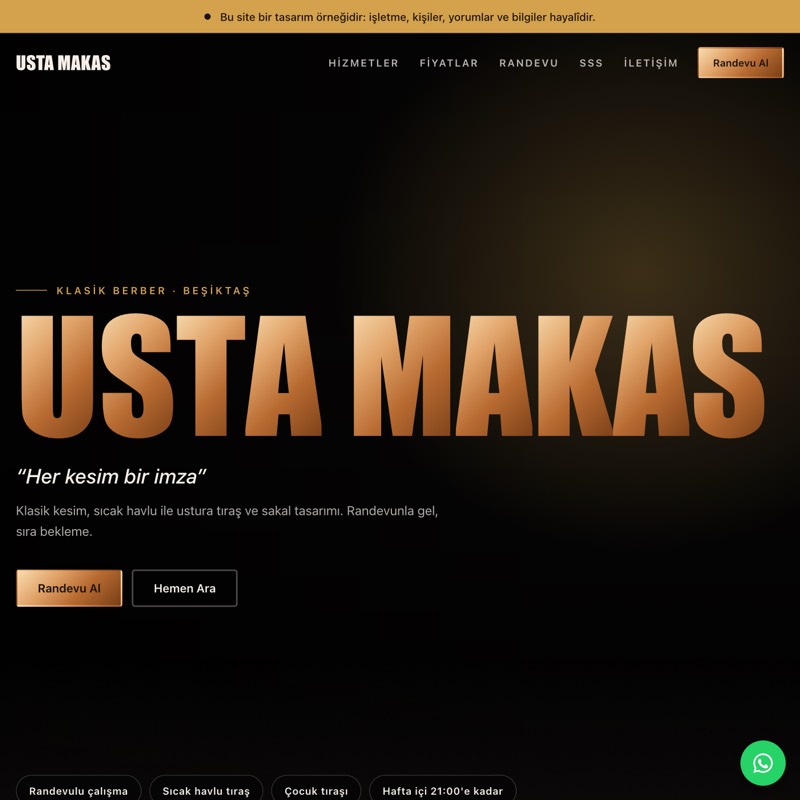 Bu site bir tasarım örneğidir: işletme, kişiler, yorumlar ve bilgiler hayalîdir.
USTA MAKAS
HİZMETLER
FİYATLAR
RANDEVU
SSS
İLETİŞİM
Randevu Al
KLASİK BERBER · BEŞİKTAŞ
USTA MAKAS
“Her kesim bir imza”
Klasik kesim, sıcak havlu ile ustura tıraş ve sakal tasarımı. Randevunla gel,
sıra bekleme.
Randevu Al
Hemen Ara
Randevulu çalışma
Sıcak havlu tıraş
Çocuk tıraşı
Hafta içi 21:00'e kadar